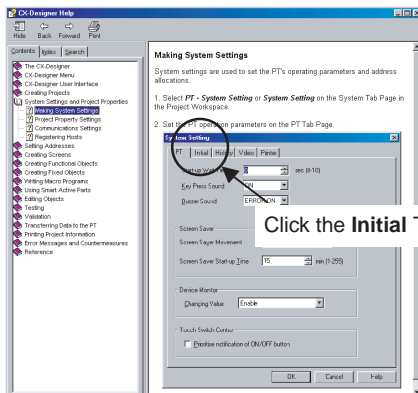 CX-Designer Help
Hide Back Forward Print
Contents Index Search
The CX-Designer
CX-Designer Menu
CX-Designer User Interface
Creating Projects
System Settings and Project Properties
Making System Settings
Project Property Settings
Communications Settings
Registering Hosts
Setting Addresses
Creating Screens
Creating Functional Objects
Creating Fixed Objects
Writing Macro Programs
Using Smart Active Parts
Editing Objects
Testing
Validation
Transferring Data to the PT
Printing Project Information
Error Messages and Countermeasures
Reference
Making System Settings
System settings are used to set the PT's operating parameters and address
allocations.
1. Select PT - System Setting or System Setting on the System Tab Page in
the Project Workspace.
2. Set the PT operation parameters on the PT Tab Page.
System Setting
PT Initial History Video Printer
Start-up Wait 0 sec (0-10)
Key Press Sound ON
Buzzer Sound ERROR ON
Click the Initial T
Screen Saver
Screen Saver Movement
Screen Saver Start-up Time 15 min (1-255)
Device Monitor
Changing Value Enable
Touch Switch Control
Prioritize notification of ON/OFF button
OK Cancel Help